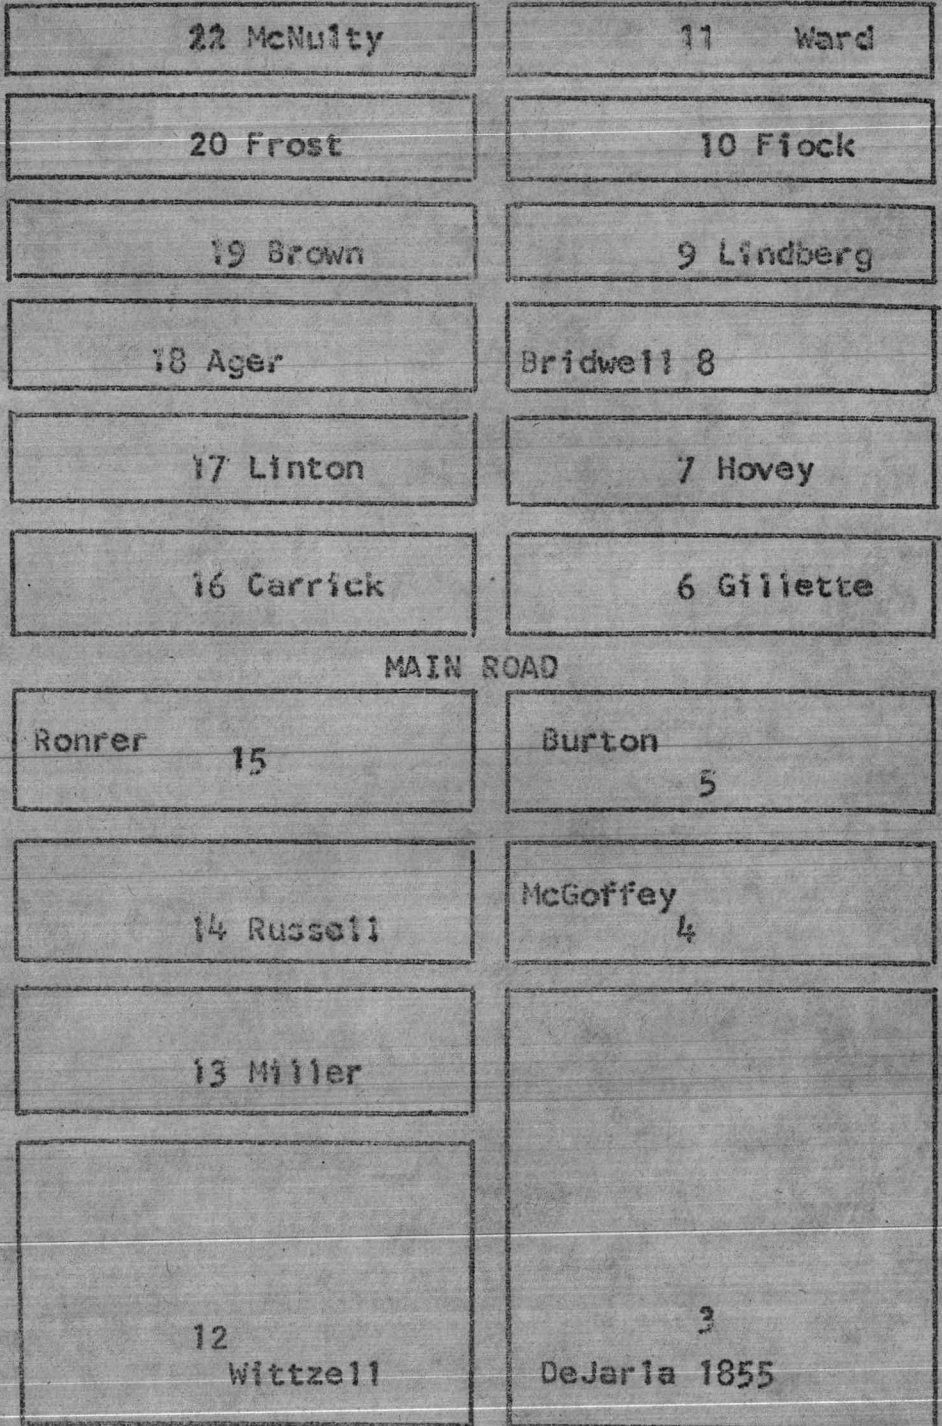 22 McNulty
11 Ward
20 Frost
10 Fiock
19 Brown
9 Lindberg
18 Ager
Bridwell 8
17 Linton
7 Hovey
16 Carrick
6 Gillette
MAIN ROAD
Ronrer
15
Burton
5
14 Russell
McGoffey
4
13 Miller
12
Wittzell
3
DeJarla 1855